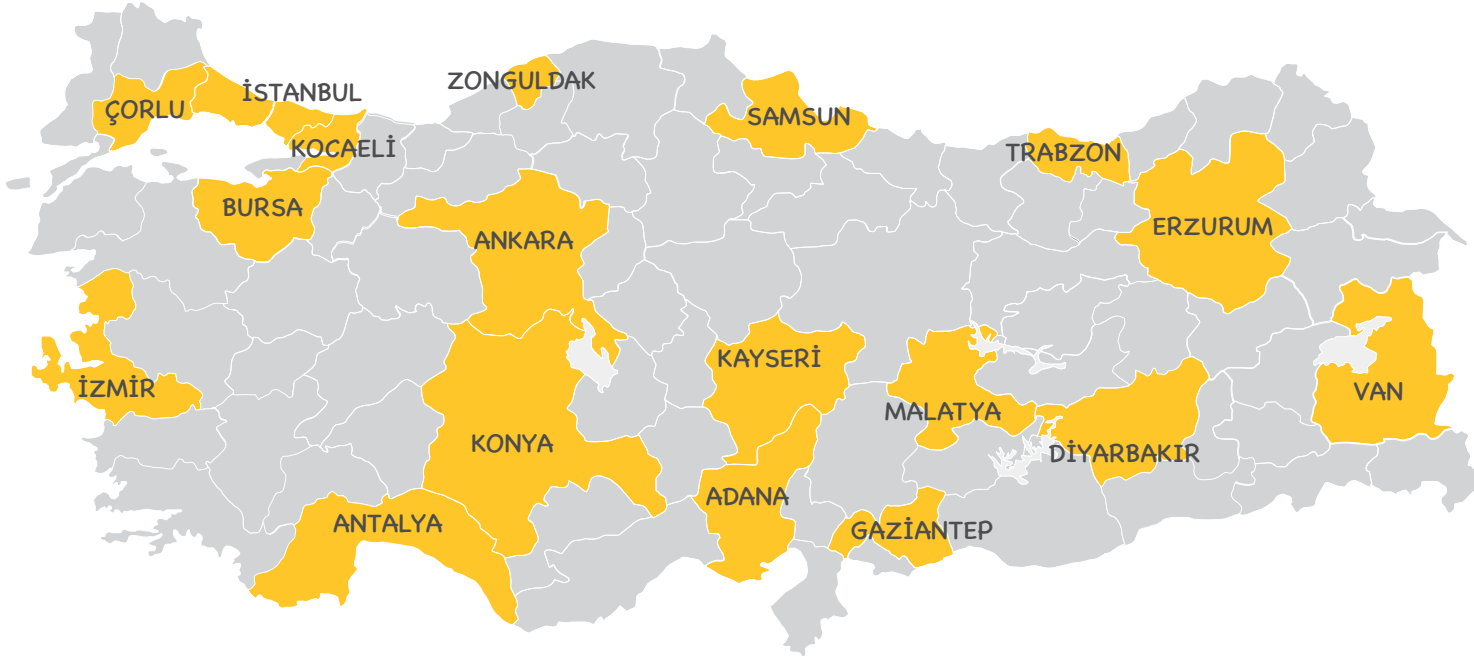 ZONGULDAK
İSTANBUL
ÇORLU
SAMSUN
KOCAELİ
TRABZON
BURSA
ERZURUM
ANKARA
KAYSERİ
İZMİR
VAN
MALATYA
KONYA
DİYARBAKIR
ADANA
ANTALYA
GAZİANTEP